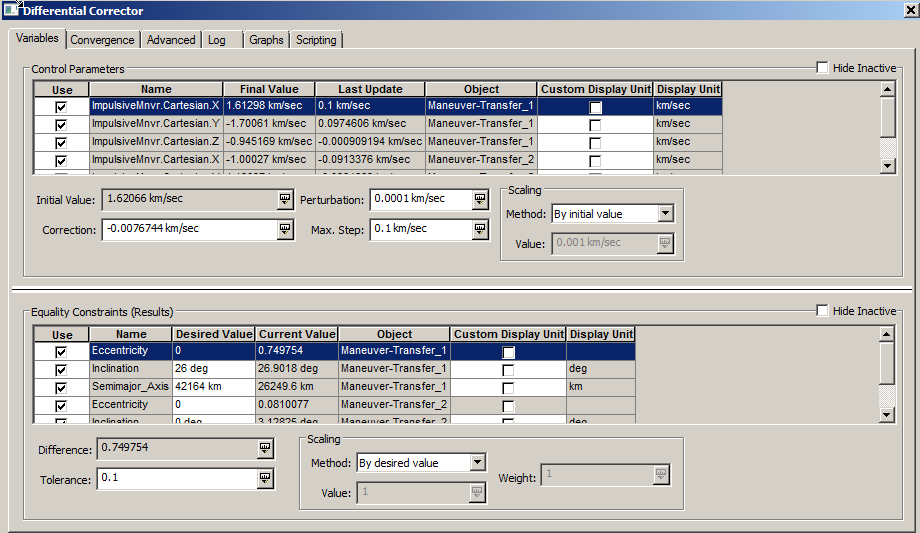 Differential Corrector
Variables Convergence Advanced Log Graphs Scripting
Control Parameters Hide Inactive
Use Name Final Value Last Update Object Custom Display Unit Display Unit
ImpulsiveMnvr.Cartesian.X 1.61298 km/sec 0.1 km/sec Maneuver-Transfer_1 km/sec
ImpulsiveMnvr.Cartesian.Y -1.70061 km/sec 0.0974606 km/sec Maneuver-Transfer_1 km/sec
ImpulsiveMnvr.Cartesian.Z -0.945169 km/sec -0.000909194 km/sec Maneuver-Transfer_1 km/sec
ImpulsiveMnvr.Cartesian.X -1.00027 km/sec -0.0913376 km/sec Maneuver-Transfer_2 km/sec
Initial Value: 1.62066 km/sec Perturbation: 0.0001 km/sec Scaling
Method: By initial value
Correction: -0.0076744 km/sec Max. Step: 0.1 km/sec
Value: 0.001 km/sec
Equality Constraints (Results) Hide Inactive
Use Name Desired Value Current Value Object Custom Display Unit Display Unit
Eccentricity 0 0.749754 Maneuver-Transfer_1
Inclination 26 deg 26.9018 deg Maneuver-Transfer_1 deg
Semimajor_Axis 42164 km 26249.6 km Maneuver-Transfer_1 km
Eccentricity 0 0.0810077 Maneuver-Transfer_2
Inclination 0 deg 3.12825 deg Maneuver-Transfer_2 deg
Difference: 0.749754 Scaling
Method: By desired value
Tolerance: 0.1 Weight: 1
Value: 1